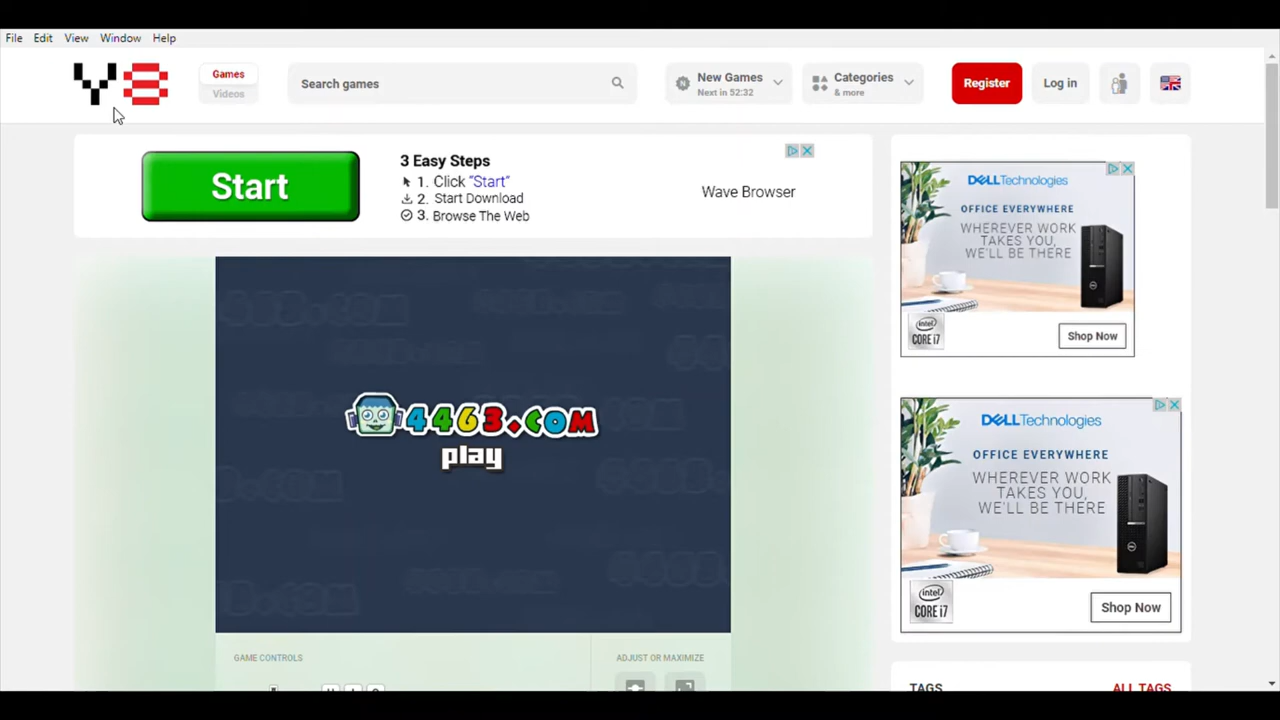 File Edit View Window Help
Y8
Games
Videos
Search games
New Games
Next in 52:32
Categories
& more
Register
Log in
Start
3 Easy Steps
1. Click "Start"
2. Start Download
3. Browse The Web
Wave Browser
DELLTechnologies
OFFICE EVERYWHERE
WHEREVER WORK
TAKES YOU,
WE'LL BE THERE
intel
CORE i7
Shop Now
4463.COM
play
DELLTechnologies
OFFICE EVERYWHERE
WHEREVER WORK
TAKES YOU,
WE'LL BE THERE
intel
CORE i7
Shop Now
GAME CONTROLS
ADJUST OR MAXIMIZE
TAGS
ALL TAGS